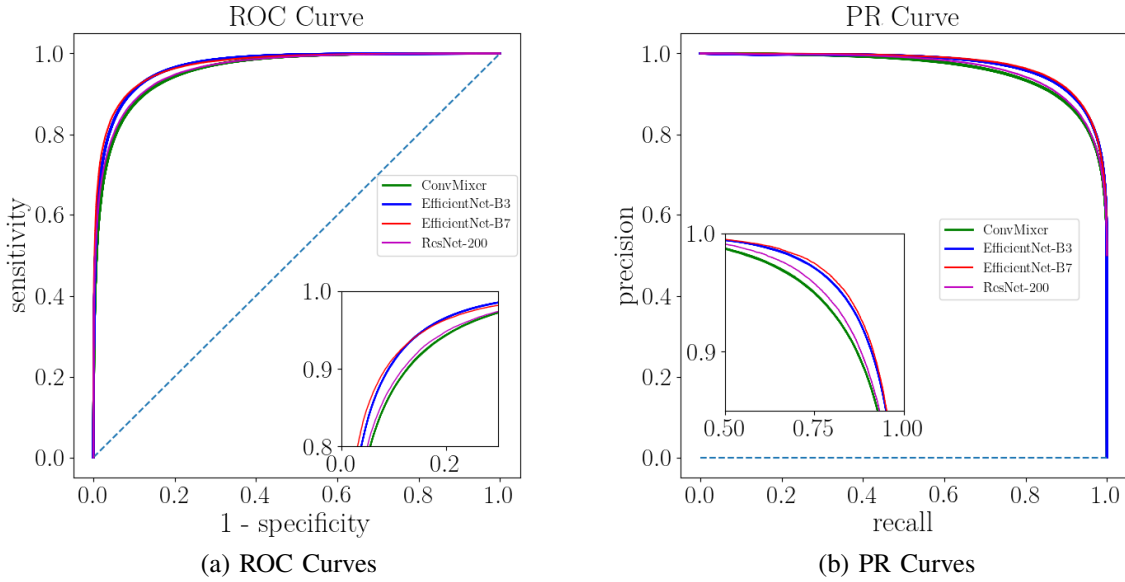 ROC Curve
1.0
0.8
0.6
0.4
0.2
0.0
sensitivity
ConvMixer
EfficientNet-B3
EfficientNet-B7
ResNet-200
1.0
0.9
0.8
0.0
0.2
0.0
0.2
0.4
0.6
0.8
1.0
1 - specificity
(a) ROC Curves
PR Curve
1.0
0.8
0.6
0.4
0.2
0.0
precision
ConvMixer
EfficientNet-B3
EfficientNet-B7
ResNet-200
1.0
0.9
0.50
0.75
1.00
0.0
0.2
0.4
0.6
0.8
1.0
recall
(b) PR Curves